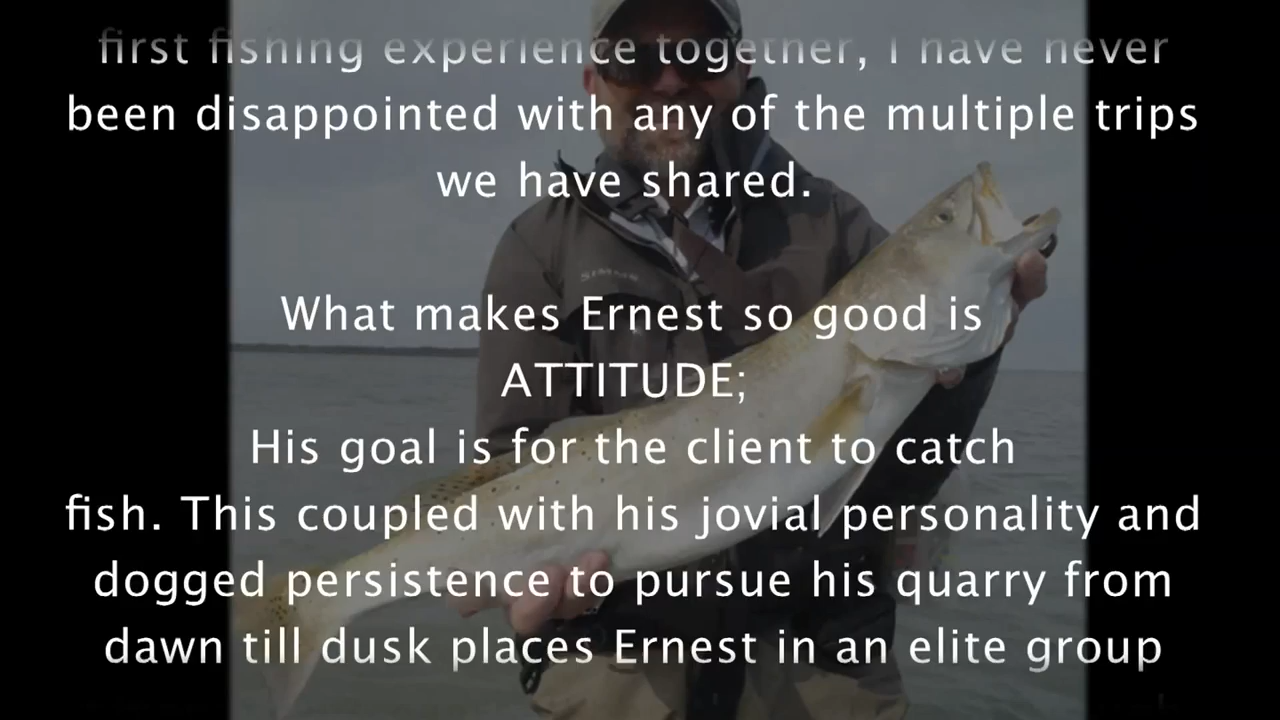 first fishing experience together, I have never
been disappointed with any of the multiple trips
we have shared.
SIMMS
What makes Ernest so good is
ATTITUDE;
His goal is for the client to catch
fish. This coupled with his jovial personality and
dogged persistence to pursue his quarry from
dawn till dusk places Ernest in an elite group